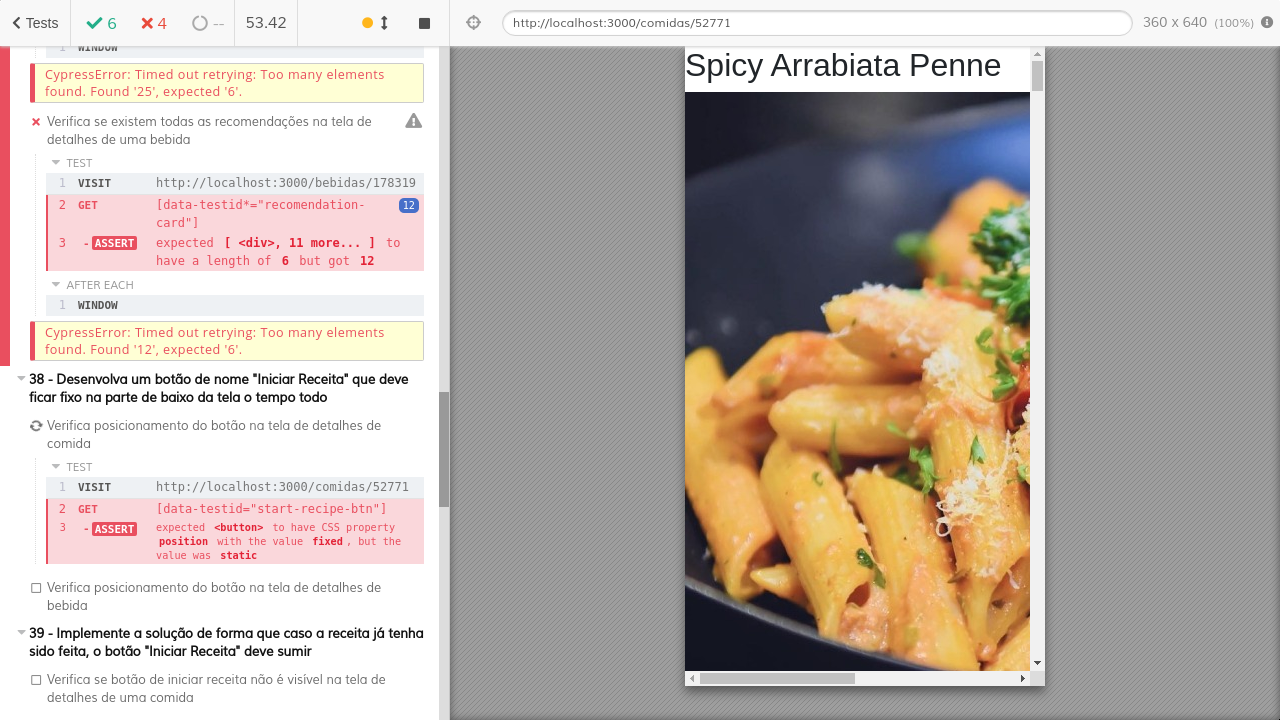 Tests 6 4 -- 53.42 http://localhost:3000/comidas/52771 360 x 640 (100%)
1 WINDOW
CypressError: Timed out retrying: Too many elements
found. Found '25', expected '6'.
Verifica se existem todas as recomendações na tela de
detalhes de uma bebida
TEST
1 VISIT http://localhost:3000/bebidas/178319
2 GET [data-testid*="recomendation-
card"] 12
3 - ASSERT expected [ <div>, 11 more... ] to
have a length of 6 but got 12
AFTER EACH
1 WINDOW
CypressError: Timed out retrying: Too many elements
found. Found '12', expected '6'.
38 - Desenvolva um botão de nome "Iniciar Receita" que deve
ficar fixo na parte de baixo da tela o tempo todo
Verifica posicionamento do botão na tela de detalhes de
comida
TEST
1 VISIT http://localhost:3000/comidas/52771
2 GET [data-testid="start-recipe-btn"]
3 - ASSERT expected <button> to have CSS property
position with the value fixed, but the
value was static
Verifica posicionamento do botão na tela de detalhes de
bebida
39 - Implemente a solução de forma que caso a receita já tenha
sido feita, o botão "Iniciar Receita" deve sumir
Verifica se botão de iniciar receita não é visível na tela de
detalhes de uma comida
Spicy Arrabiata Penne